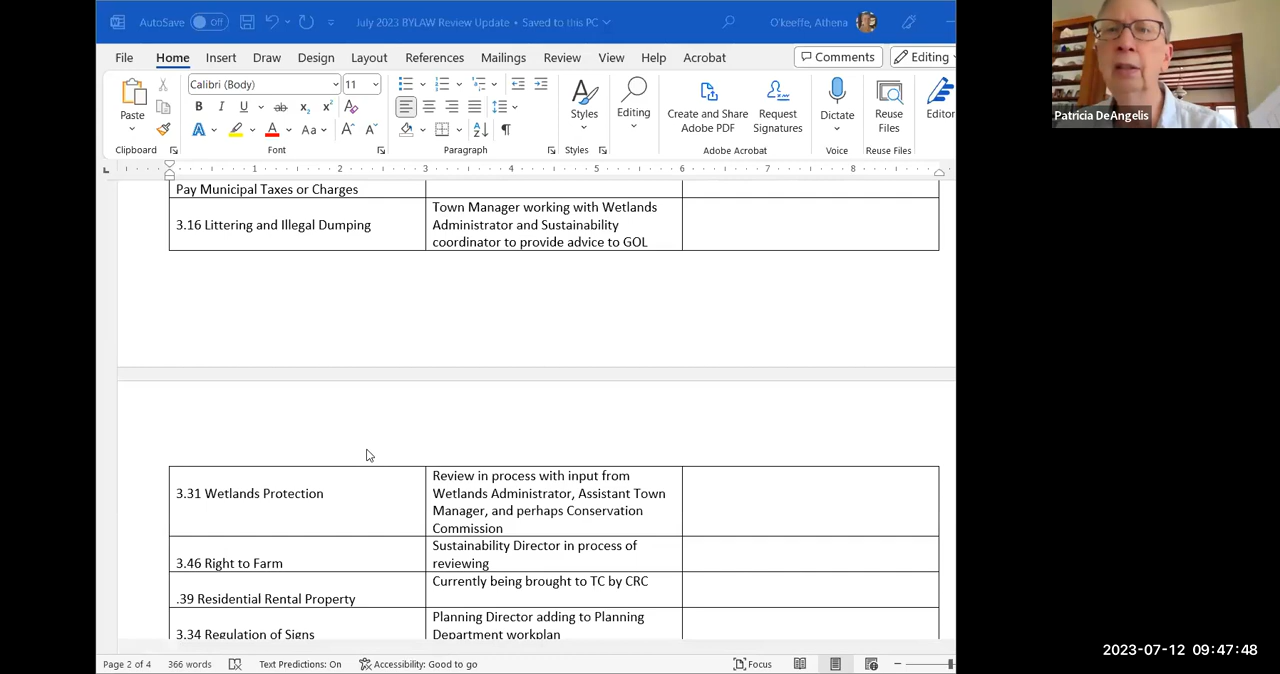 AutoSave Off July 2023 BYLAW Review Update • Saved to this PC O'keeffe, Athena
File Home Insert Draw Design Layout References Mailings Review View Help Acrobat Comments Editing
Calibri (Body) 11
Paste
Styles
Editing
Create and Share
Adobe PDF
Request
Signatures
Dictate
Reuse
Files
Editor
Clipboard Font Paragraph Styles Adobe Acrobat Voice Reuse Files
1 2 3 4 5 6 7 8
Pay Municipal Taxes or Charges
3.16 Littering and Illegal Dumping
Town Manager working with Wetlands
Administrator and Sustainability
coordinator to provide advice to GOL
3.31 Wetlands Protection
Review in process with input from
Wetlands Administrator, Assistant Town
Manager, and perhaps Conservation
Commission
3.46 Right to Farm
Sustainability Director in process of
reviewing
.39 Residential Rental Property
Currently being brought to TC by CRC
3.34 Regulation of Signs
Planning Director adding to Planning
Department workplan
Page 2 of 4 366 words Text Predictions: On Accessibility: Good to go Focus
Patricia DeAngelis
2023-07-12 09:47:48